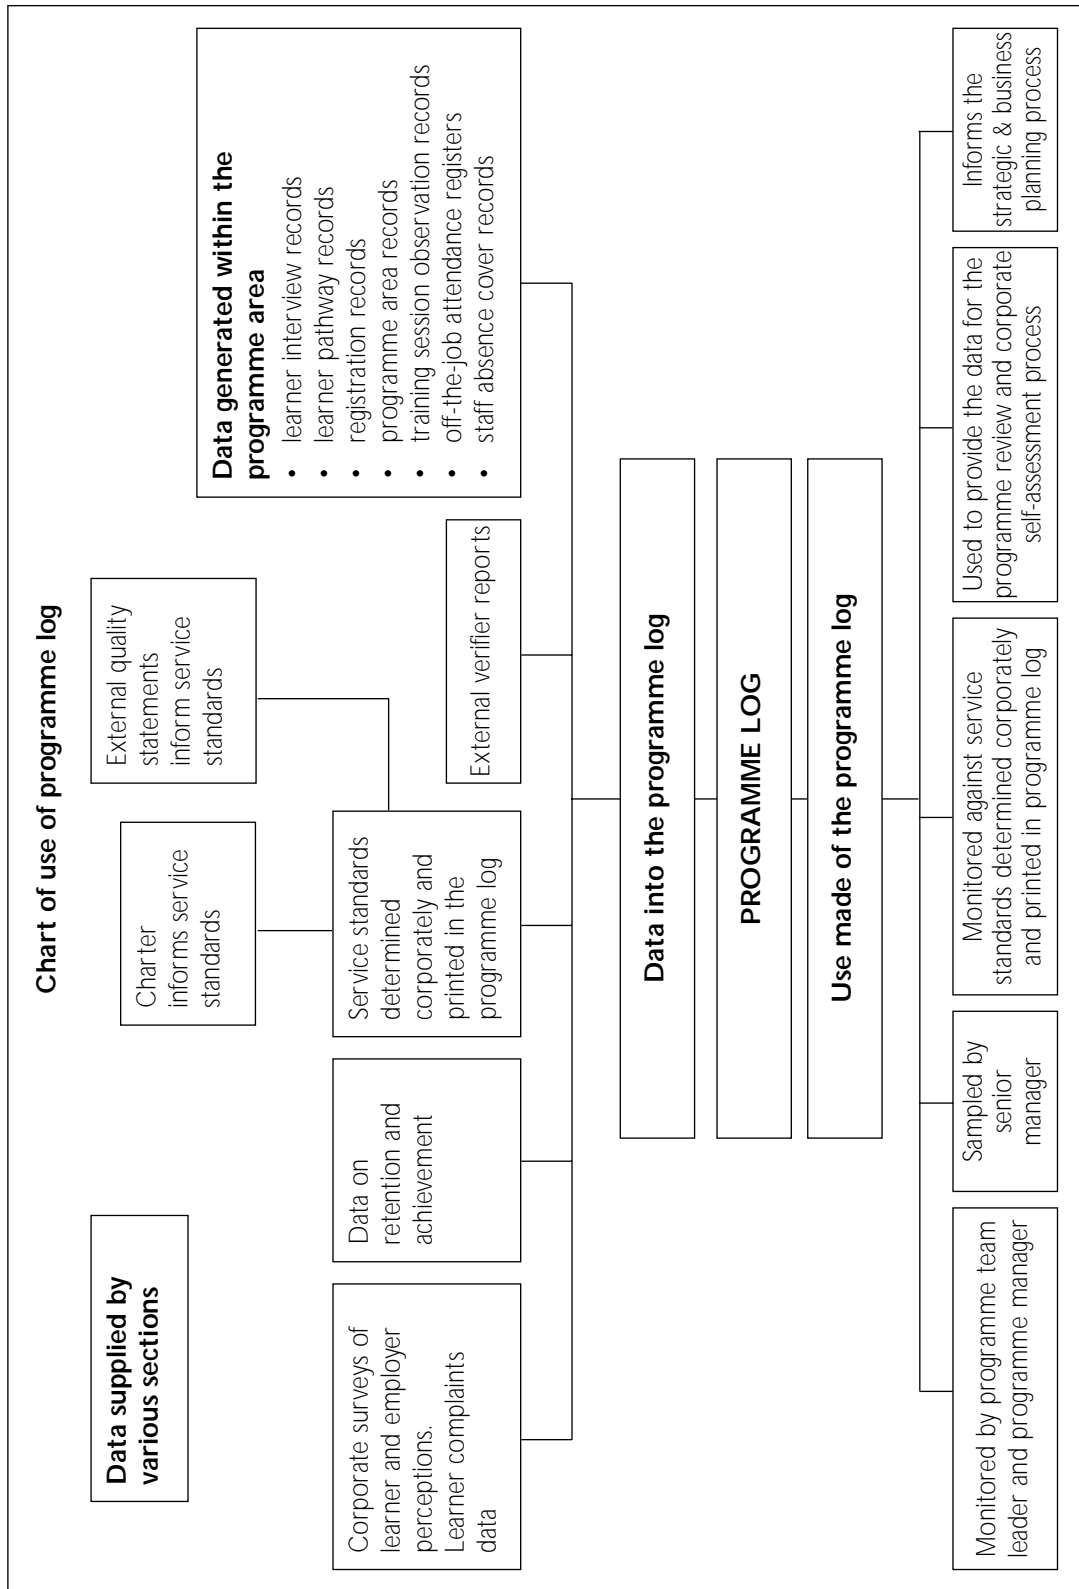 Chart of use of programme log
Data supplied by
various sections
Charter
informs service
standards
External quality
statements
inform service
standards
Corporate surveys of
learner and employer
perceptions.
Learner complaints
data
Data on
retention and
achievement
Service standards
determined
corporately and
printed in the
programme log
External verifier reports
Data generated within the
programme area
• learner interview records
• learner pathway records
• registration records
• programme area records
• training session observation records
• off-the-job attendance registers
• staff absence cover records
Data into the programme log
PROGRAMME LOG
Use made of the programme log
Monitored by programme team
leader and programme manager
Sampled by
senior
manager
Monitored against service
standards determined corporately
and printed in programme log
Used to provide the data for the
programme review and corporate
self-assessment process
Informs the
strategic & business
planning process